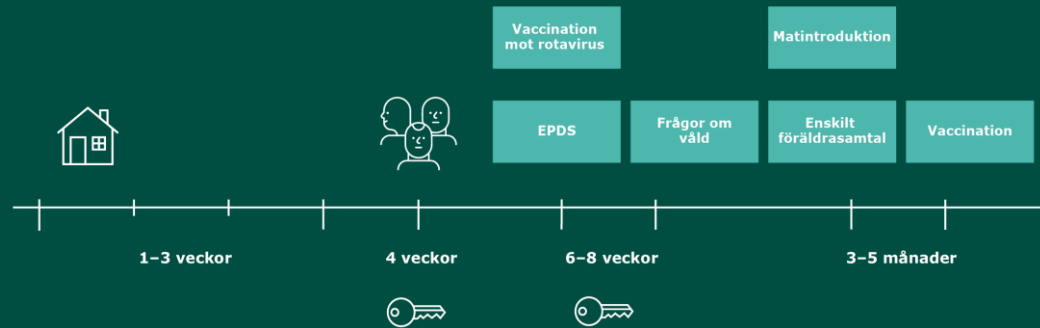 Vaccination
mot rotavirus
Matintroduktion
EPDS
Frågor om
våld
Enskilt
föräldrasamtal
Vaccination
1–3 veckor
4 veckor
6–8 veckor
3–5 månader